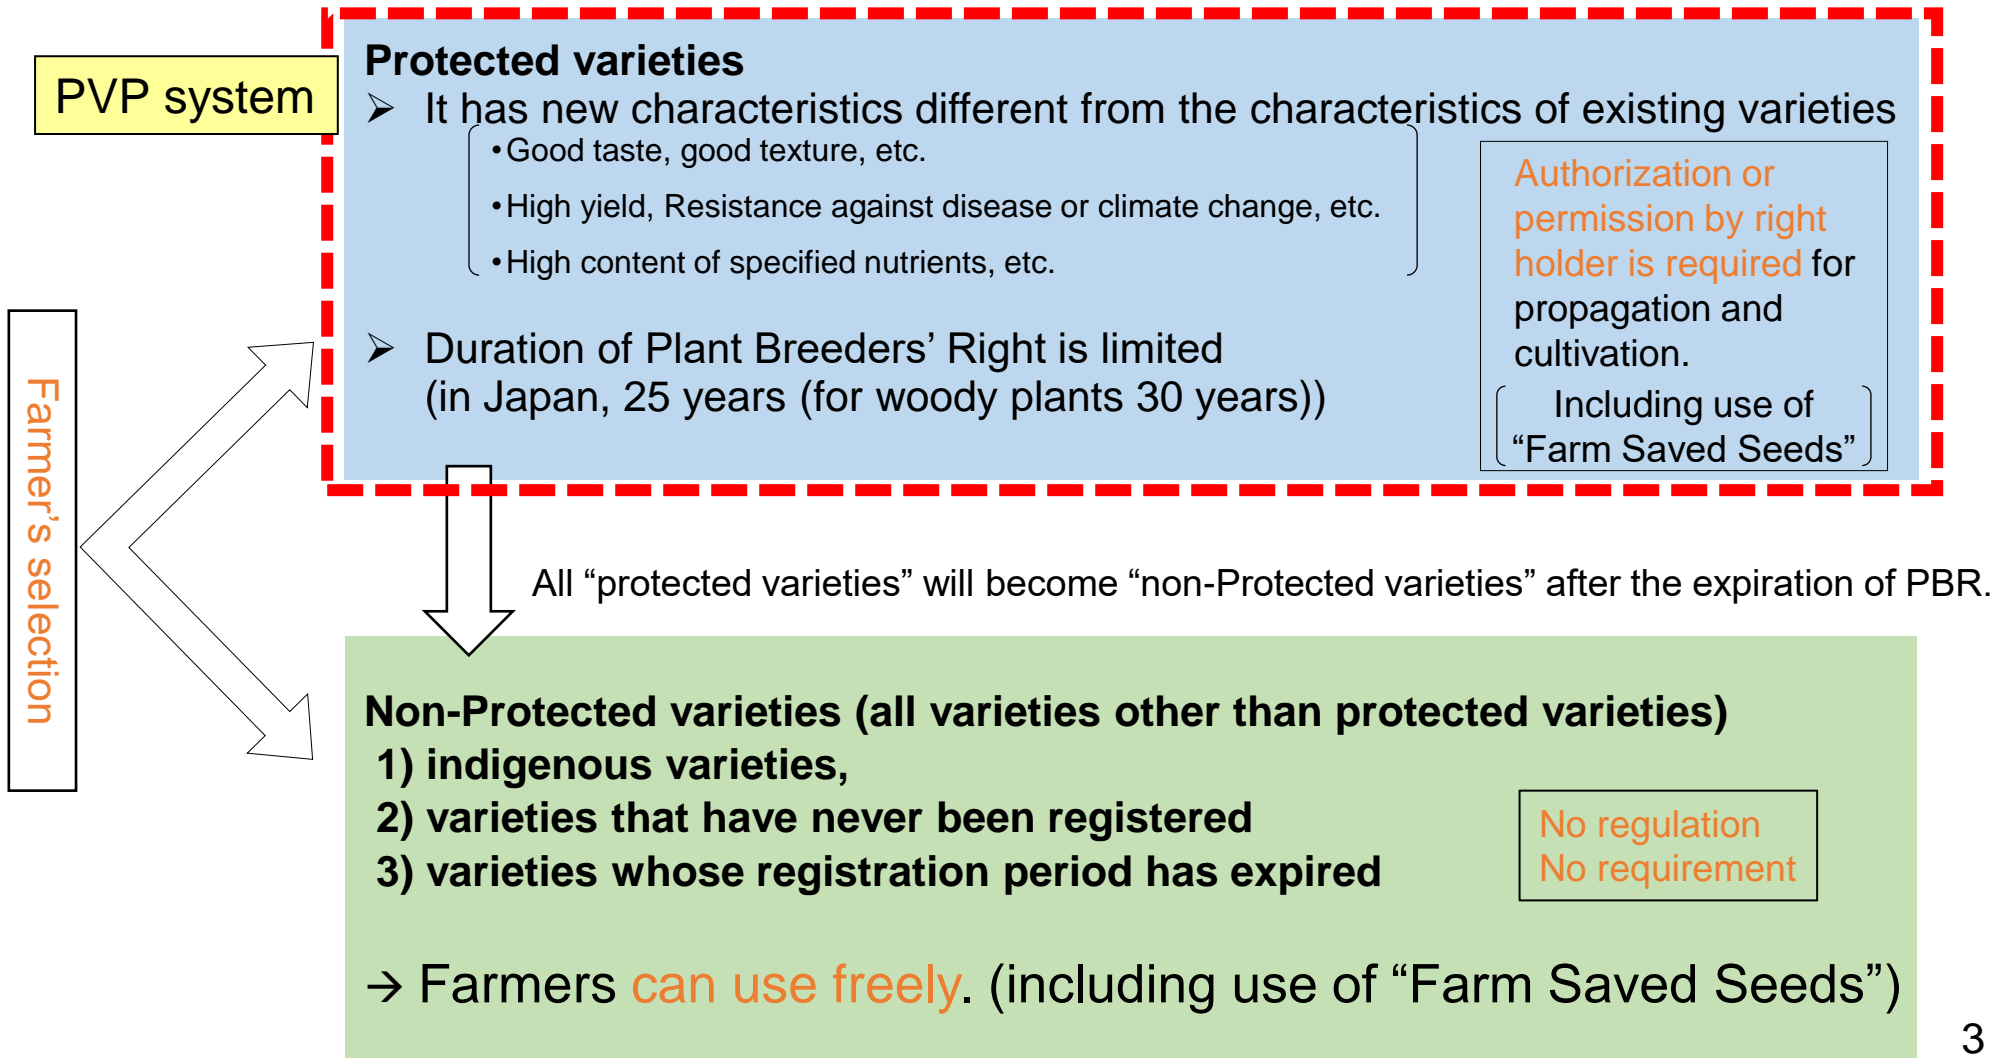 PVP system
Protected varieties
➢ It has new characteristics different from the characteristics of existing varieties
・Good taste, good texture, etc.
・High yield, Resistance against disease or climate change, etc.
・High content of specified nutrients, etc.
Authorization or
permission by right
holder is required for
propagation and
cultivation.
Including use of
“Farm Saved Seeds”
➢ Duration of Plant Breeders’ Right is limited
(in Japan, 25 years (for woody plants 30 years))
Farmer’s selection
All “protected varieties” will become “non-Protected varieties” after the expiration of PBR.
Non-Protected varieties (all varieties other than protected varieties)
1) indigenous varieties,
2) varieties that have never been registered
3) varieties whose registration period has expired
No regulation
No requirement
→ Farmers can use freely. (including use of “Farm Saved Seeds”)
3